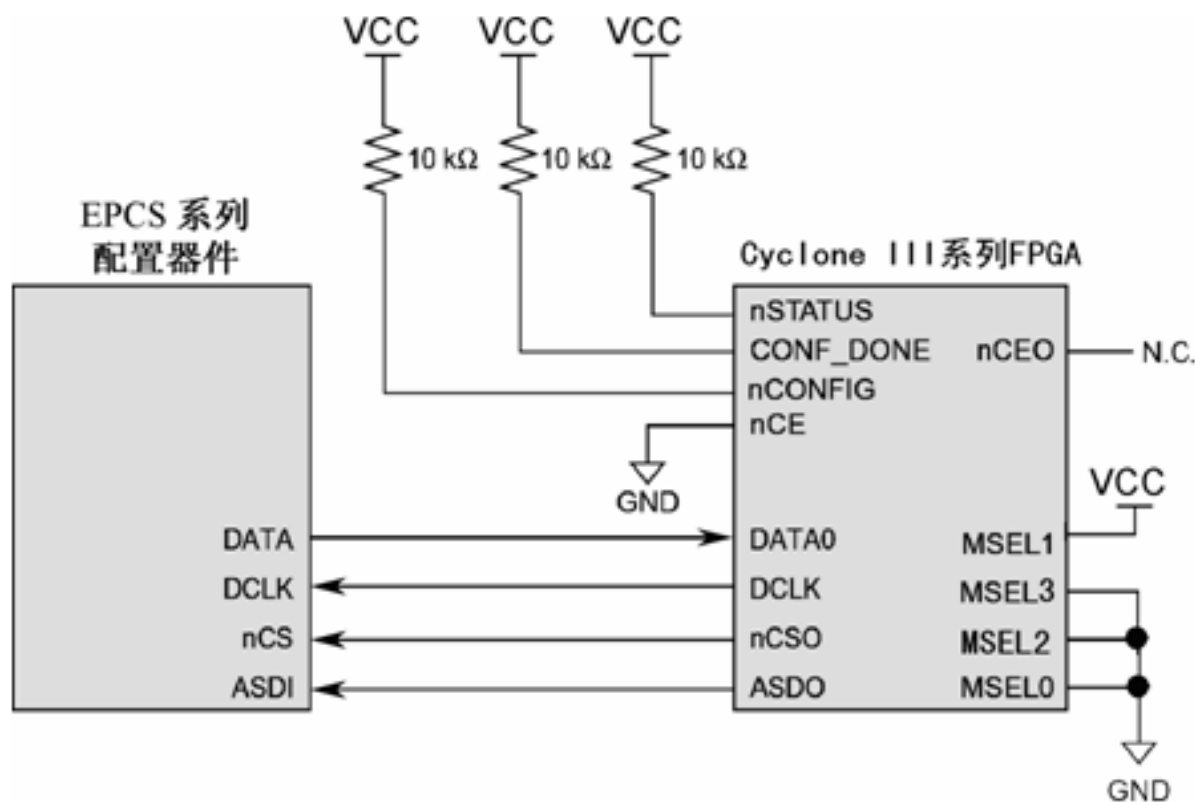 VCC VCC VCC
10 kΩ 10 kΩ 10 kΩ
EPCS 系列
配置器件
Cyclone III系列FPGA
nSTATUS
CONF_DONE nCEO N.C.
nCONFIG
nCE
GND
VCC
DATA DATA0 MSEL1
DCLK DCLK MSEL3
nCS nCSO MSEL2
ASDI ASDO MSEL0
GND